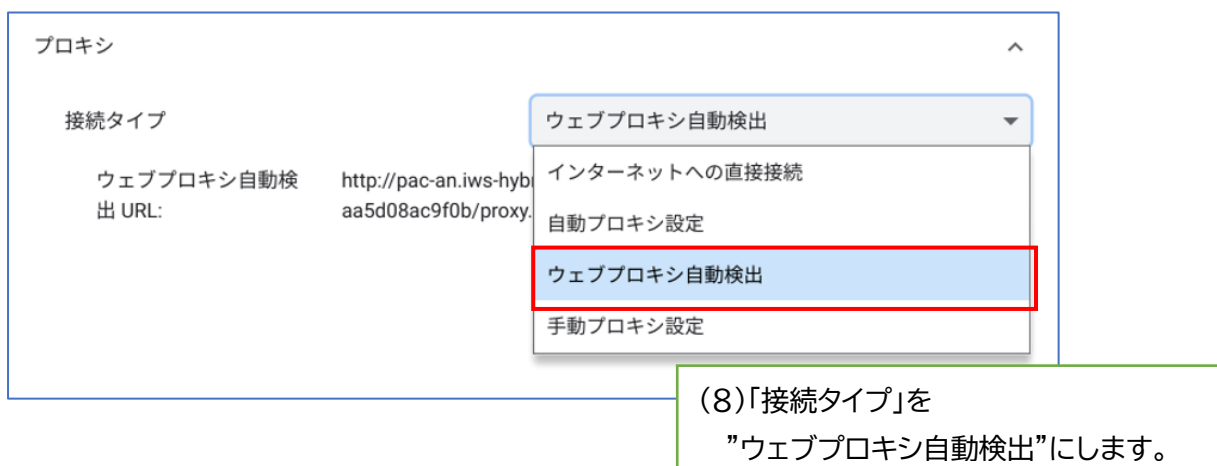 プロキシ
接続タイプ
ウェブプロキシ自動検出
ウェブプロキシ自動検
出 URL:
http://pac-an.iws-hyb
aa5d08ac9f0b/proxy.
インターネットへの直接接続
自動プロキシ設定
ウェブプロキシ自動検出
手動プロキシ設定
(8)「接続タイプ」を
”ウェブプロキシ自動検出”にします。